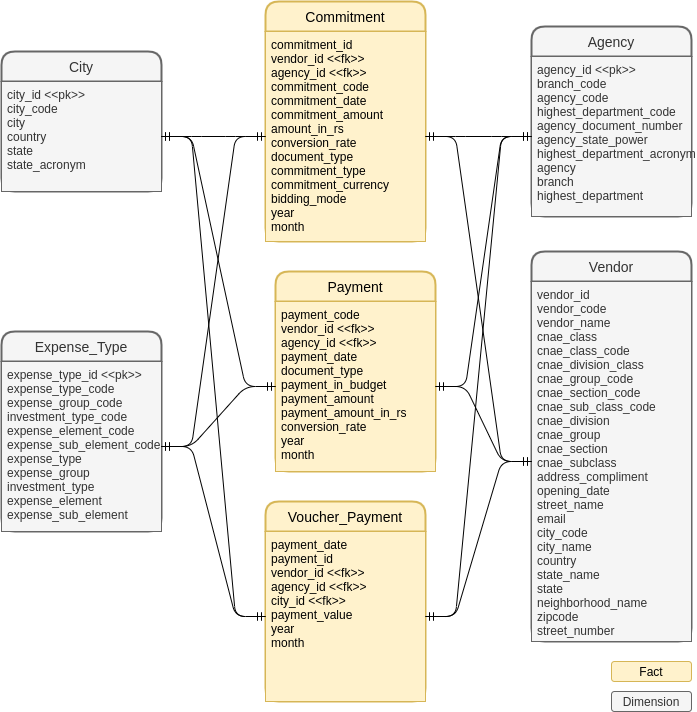 City
city_id <<pk>>
city_code
city
country
state
state_acronym
Expense_Type
expense_type_id <<pk>>
expense_type_code
expense_group_code
investment_type_code
expense_element_code
expense_sub_element_code
expense_type
expense_group
investment_type
expense_element
expense_sub_element
Commitment
commitment_id
vendor_id <<fk>>
agency_id <<fk>>
commitment_code
commitment_date
commitment_amount
amount_in_rs
conversion_rate
document_type
commitment_type
commitment_currency
bidding_mode
year
month
Payment
payment_code
vendor_id <<fk>>
agency_id <<fk>>
payment_date
document_type
payment_in_budget
payment_amount
payment_amount_in_rs
conversion_rate
year
month
Voucher_Payment
payment_date
payment_id
vendor_id <<fk>>
agency_id <<fk>>
city_id <<fk>>
payment_value
year
month
Agency
agency_id <<pk>>
branch_code
agency_code
highest_department_code
agency_document_number
agency_state_power
highest_department_acronym
agency
branch
highest_department
Vendor
vendor_id
vendor_code
vendor_name
cnae_class
cnae_class_code
cnae_division_class
cnae_group_code
cnae_section_code
cnae_sub_class_code
cnae_division
cnae_group
cnae_section
cnae_subclass
address_compliment
opening_date
street_name
email
city_code
city_name
country
state_name
state
neighborhood_name
zipcode
street_number
Fact
Dimension